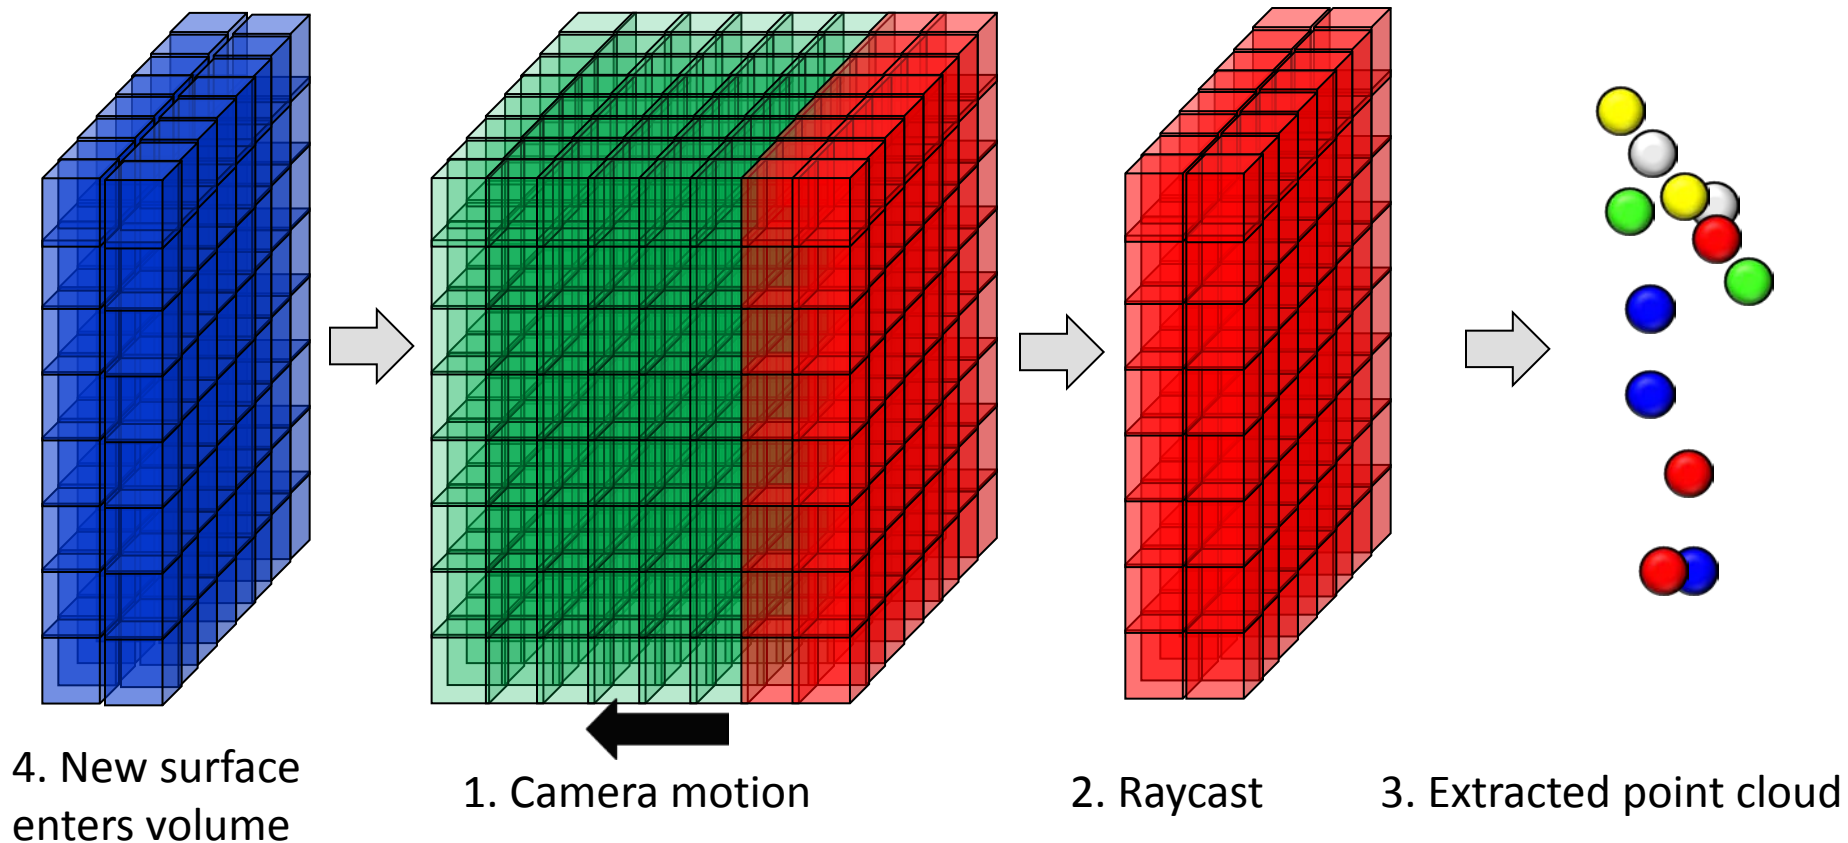 4. New surface
enters volume
1. Camera motion
2. Raycast
3. Extracted point cloud